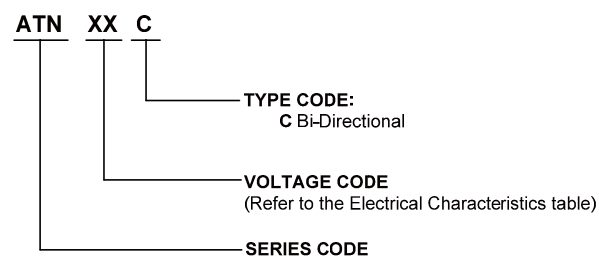 ATN XX C
TYPE CODE:
C Bi-Directional
VOLTAGE CODE
(Refer to the Electrical Characteristics table)
SERIES CODE